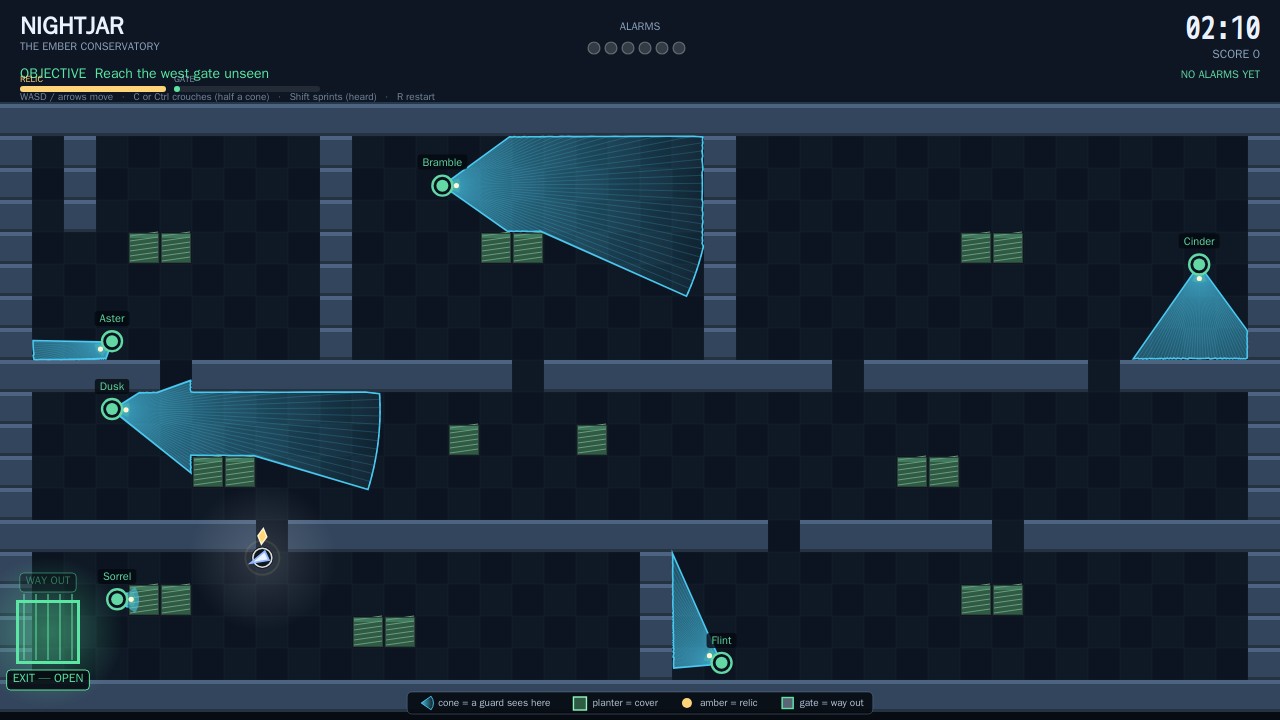 NIGHTJAR
THE EMBER CONSERVATORY
ALARMS
02:10
SCORE 0
NO ALARMS YET
OBJECTIVE Reach the west gate unseen
RELIC
GATE
WASD / arrows move · C or Ctrl crouches (half a cone) · Shift sprints (heard) · R restart
Bramble
Cinder
Aster
Dusk
Sorrel
WAY OUT
Flint
EXIT — OPEN
cone = a guard sees here
planter = cover
amber = relic
gate = way out